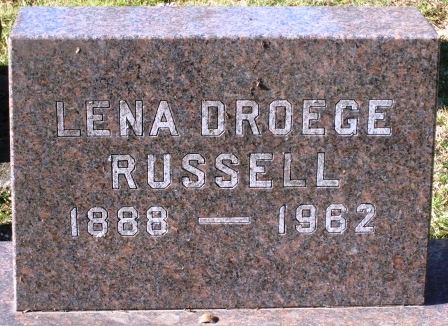 LENA DROEGE
RUSSELL
1888 — 1962